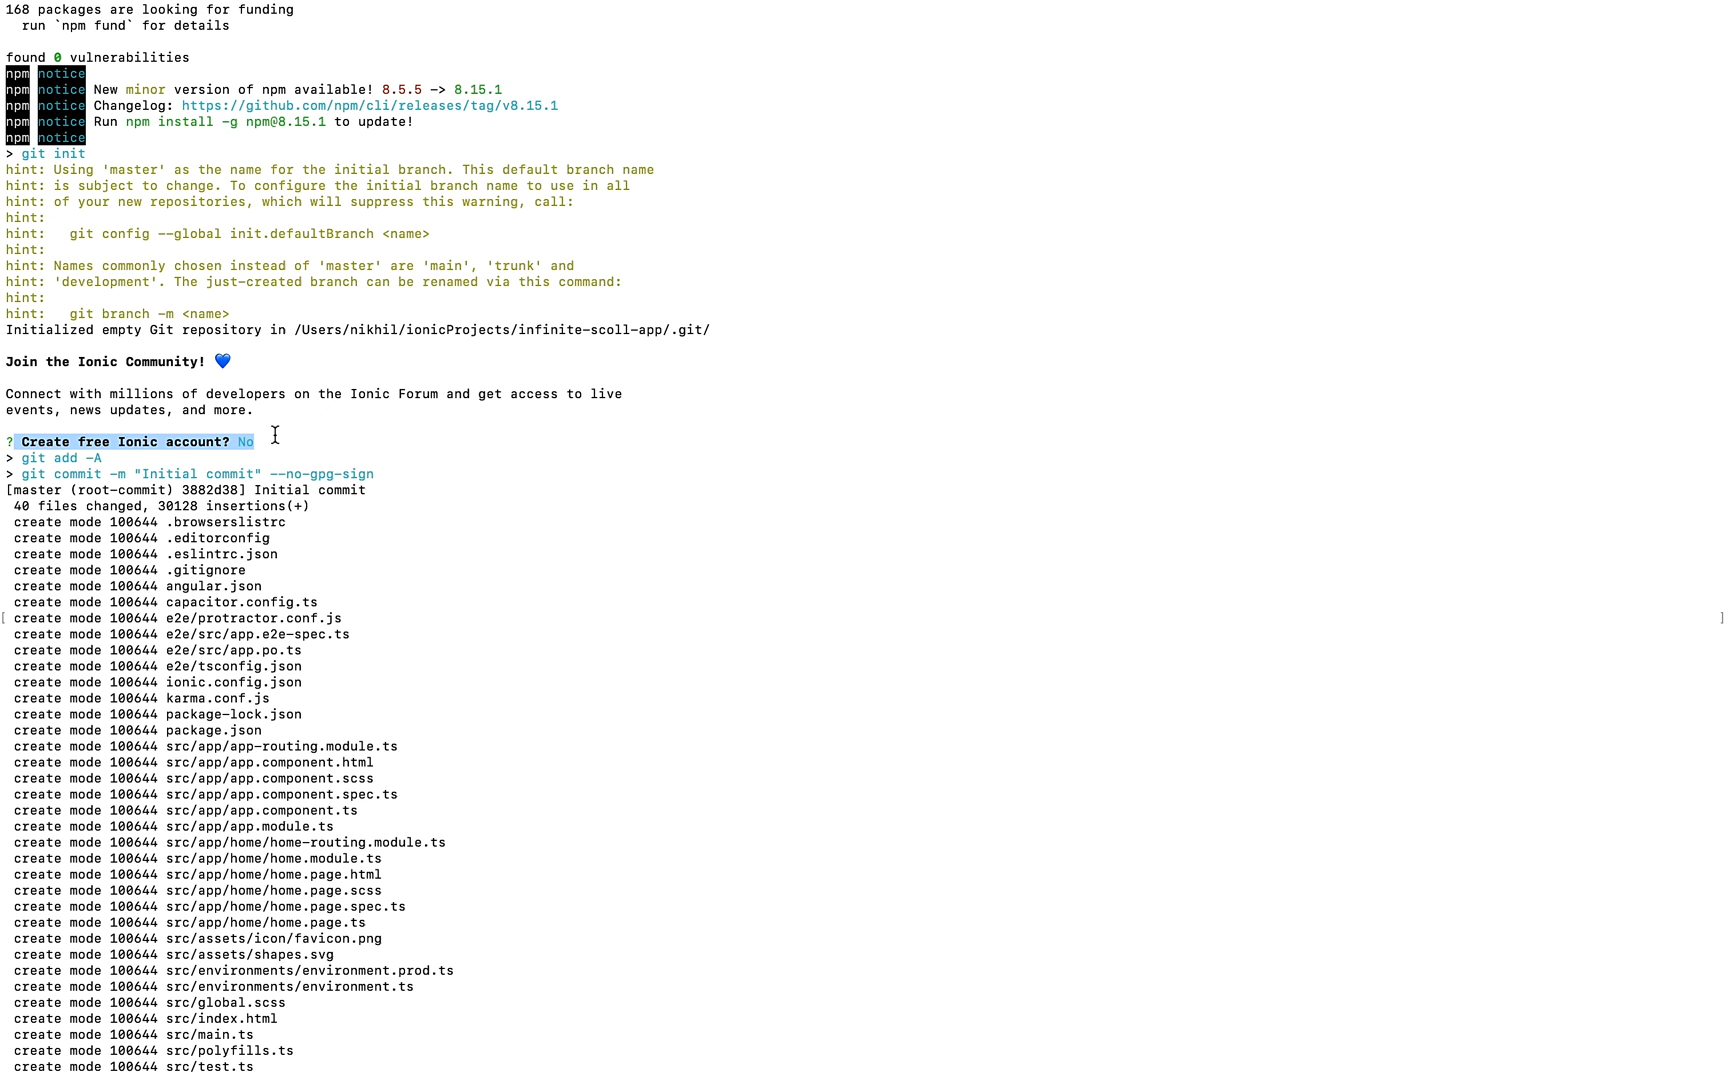 168 packages are looking for funding
  run `npm fund` for details
found 0 vulnerabilities
npm notice
npm notice New minor version of npm available! 8.5.5 -> 8.15.1
npm notice Changelog: https://github.com/npm/cli/releases/tag/v8.15.1
npm notice Run npm install -g npm@8.15.1 to update!
npm notice
> git init
hint: Using 'master' as the name for the initial branch. This default branch name
hint: is subject to change. To configure the initial branch name to use in all
hint: of your new repositories, which will suppress this warning, call:
hint:
hint:   git config --global init.defaultBranch <name>
hint:
hint: Names commonly chosen instead of 'master' are 'main', 'trunk' and
hint: 'development'. The just-created branch can be renamed via this command:
hint:
hint:   git branch -m <name>
Initialized empty Git repository in /Users/nikhil/ionicProjects/infinite-scoll-app/.git/
Join the Ionic Community! 💙
Connect with millions of developers on the Ionic Forum and get access to live
events, news updates, and more.
? Create free Ionic account? No
> git add -A
> git commit -m "Initial commit" --no-gpg-sign
[master (root-commit) 3882d38] Initial commit
 40 files changed, 30128 insertions(+)
 create mode 100644 .browserslistrc
 create mode 100644 .editorconfig
 create mode 100644 .eslintrc.json
 create mode 100644 .gitignore
 create mode 100644 angular.json
 create mode 100644 capacitor.config.ts
[ create mode 100644 e2e/protractor.conf.js ]
 create mode 100644 e2e/src/app.e2e-spec.ts
 create mode 100644 e2e/src/app.po.ts
 create mode 100644 e2e/tsconfig.json
 create mode 100644 ionic.config.json
 create mode 100644 karma.conf.js
 create mode 100644 package-lock.json
 create mode 100644 package.json
 create mode 100644 src/app/app-routing.module.ts
 create mode 100644 src/app/app.component.html
 create mode 100644 src/app/app.component.scss
 create mode 100644 src/app/app.component.spec.ts
 create mode 100644 src/app/app.component.ts
 create mode 100644 src/app/app.module.ts
 create mode 100644 src/app/home/home-routing.module.ts
 create mode 100644 src/app/home/home.module.ts
 create mode 100644 src/app/home/home.page.html
 create mode 100644 src/app/home/home.page.scss
 create mode 100644 src/app/home/home.page.spec.ts
 create mode 100644 src/app/home/home.page.ts
 create mode 100644 src/assets/icon/favicon.png
 create mode 100644 src/assets/shapes.svg
 create mode 100644 src/environments/environment.prod.ts
 create mode 100644 src/environments/environment.ts
 create mode 100644 src/global.scss
 create mode 100644 src/index.html
 create mode 100644 src/main.ts
 create mode 100644 src/polyfills.ts
 create mode 100644 src/test.ts